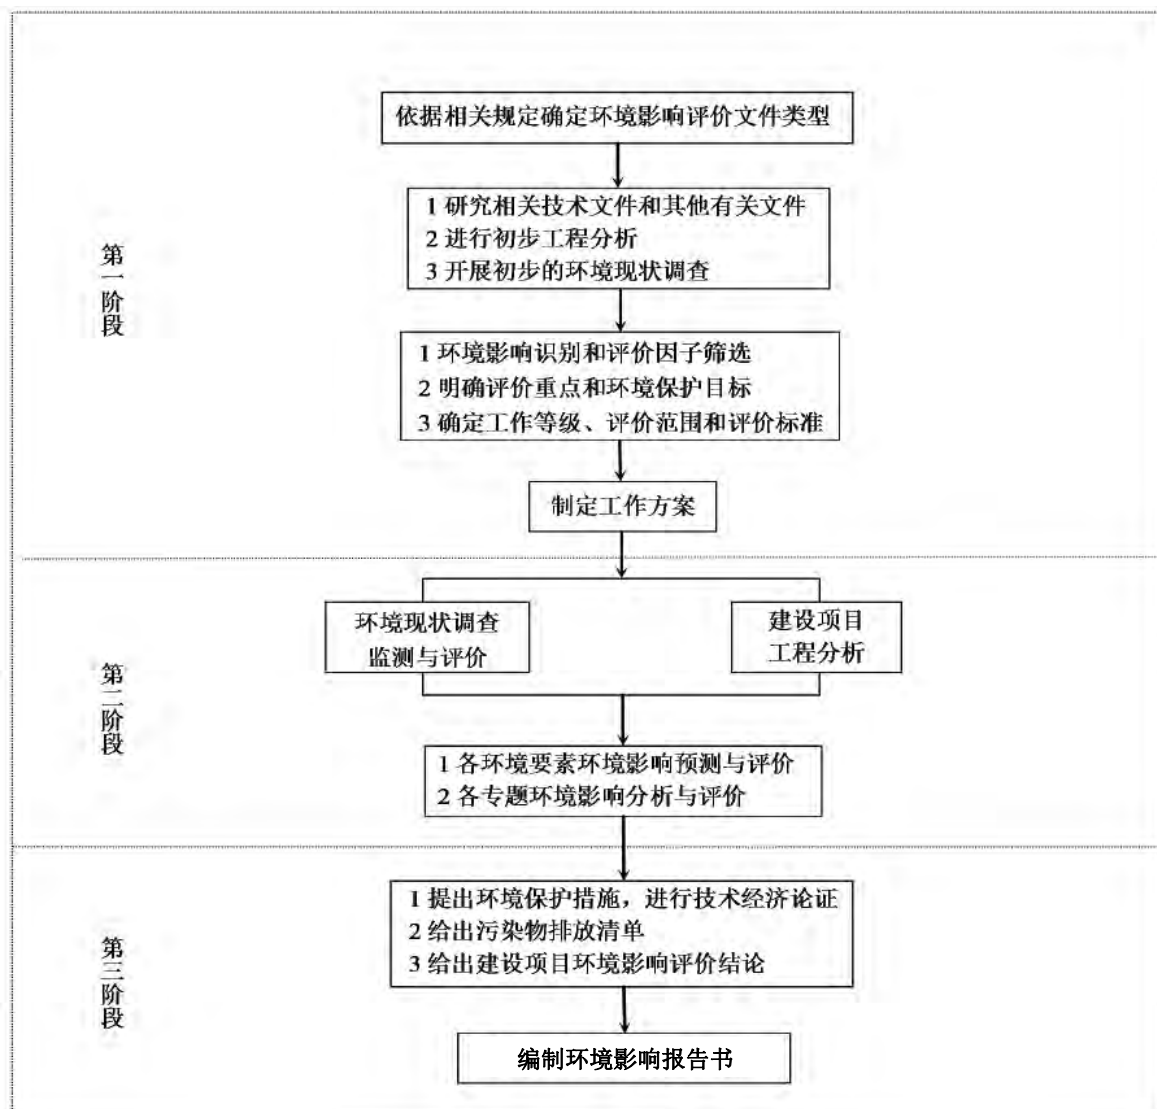 依据相关规定确定环境影响评价文件类型
1 研究相关技术文件和其他有关文件
2 进行初步工程分析
3 开展初步的环境现状调查
第一阶段
1 环境影响识别和评价因子筛选
2 明确评价重点和环境保护目标
3 确定工作等级、评价范围和评价标准
制定工作方案
环境现状调查
监测与评价
建设项目
工程分析
第二阶段
1 各环境要素环境影响预测与评价
2 各专题环境影响分析与评价
1 提出环境保护措施，进行技术经济论证
2 给出污染物排放清单
3 给出建设项目环境影响评价结论
第三阶段
编制环境影响报告书